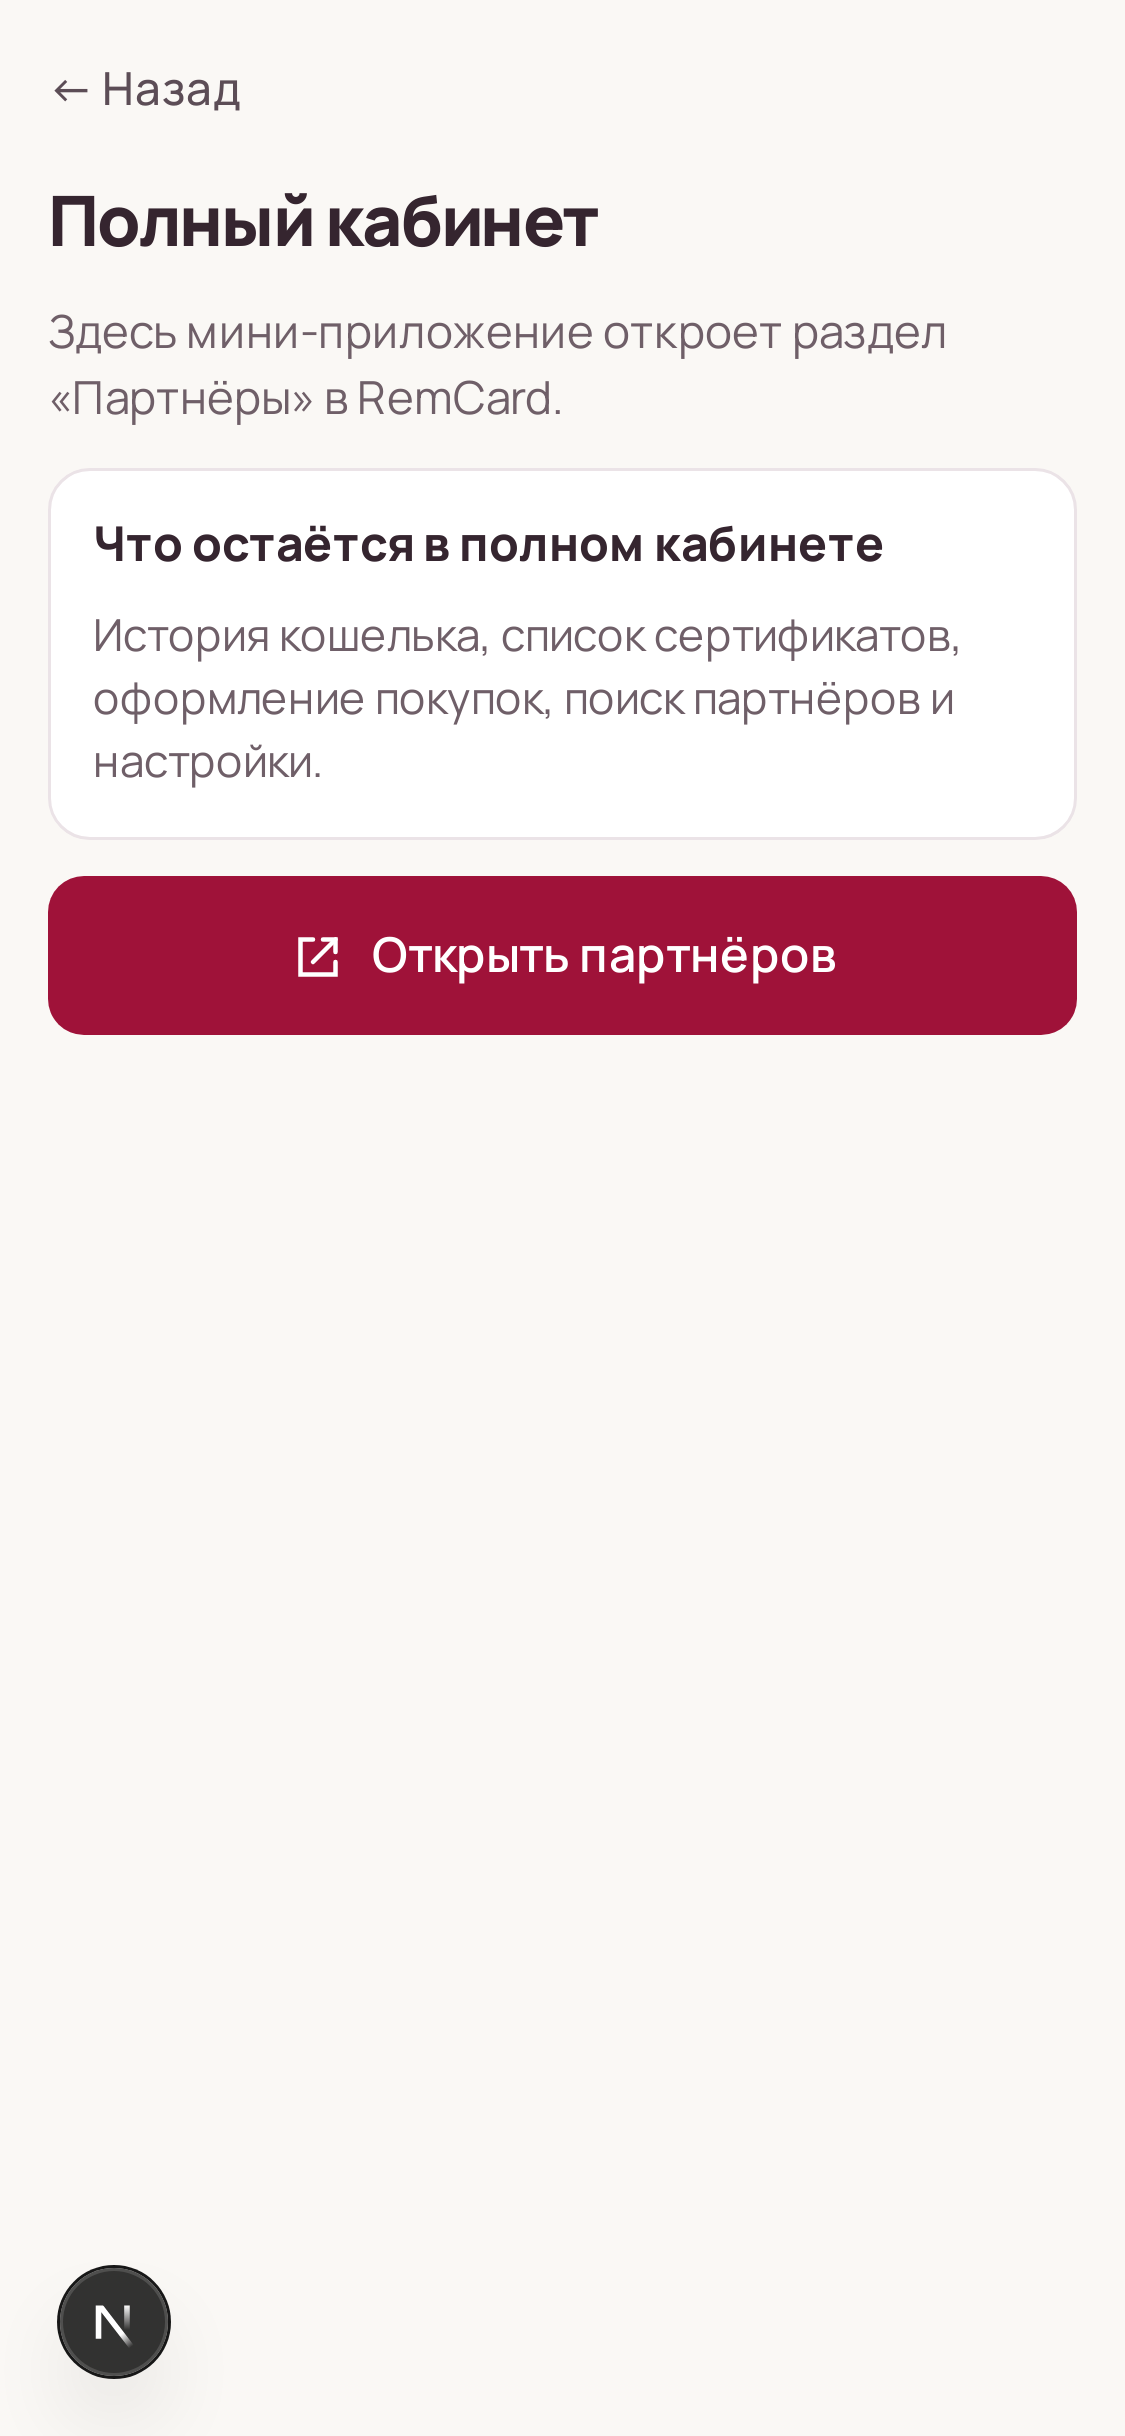 ← Назад
Полный кабинет
Здесь мини-приложение откроет раздел
«Партнёры» в RemCard.
Что остаётся в полном кабинете
История кошелька, список сертификатов,
оформление покупок, поиск партнёров и
настройки.
Открыть партнёров
N